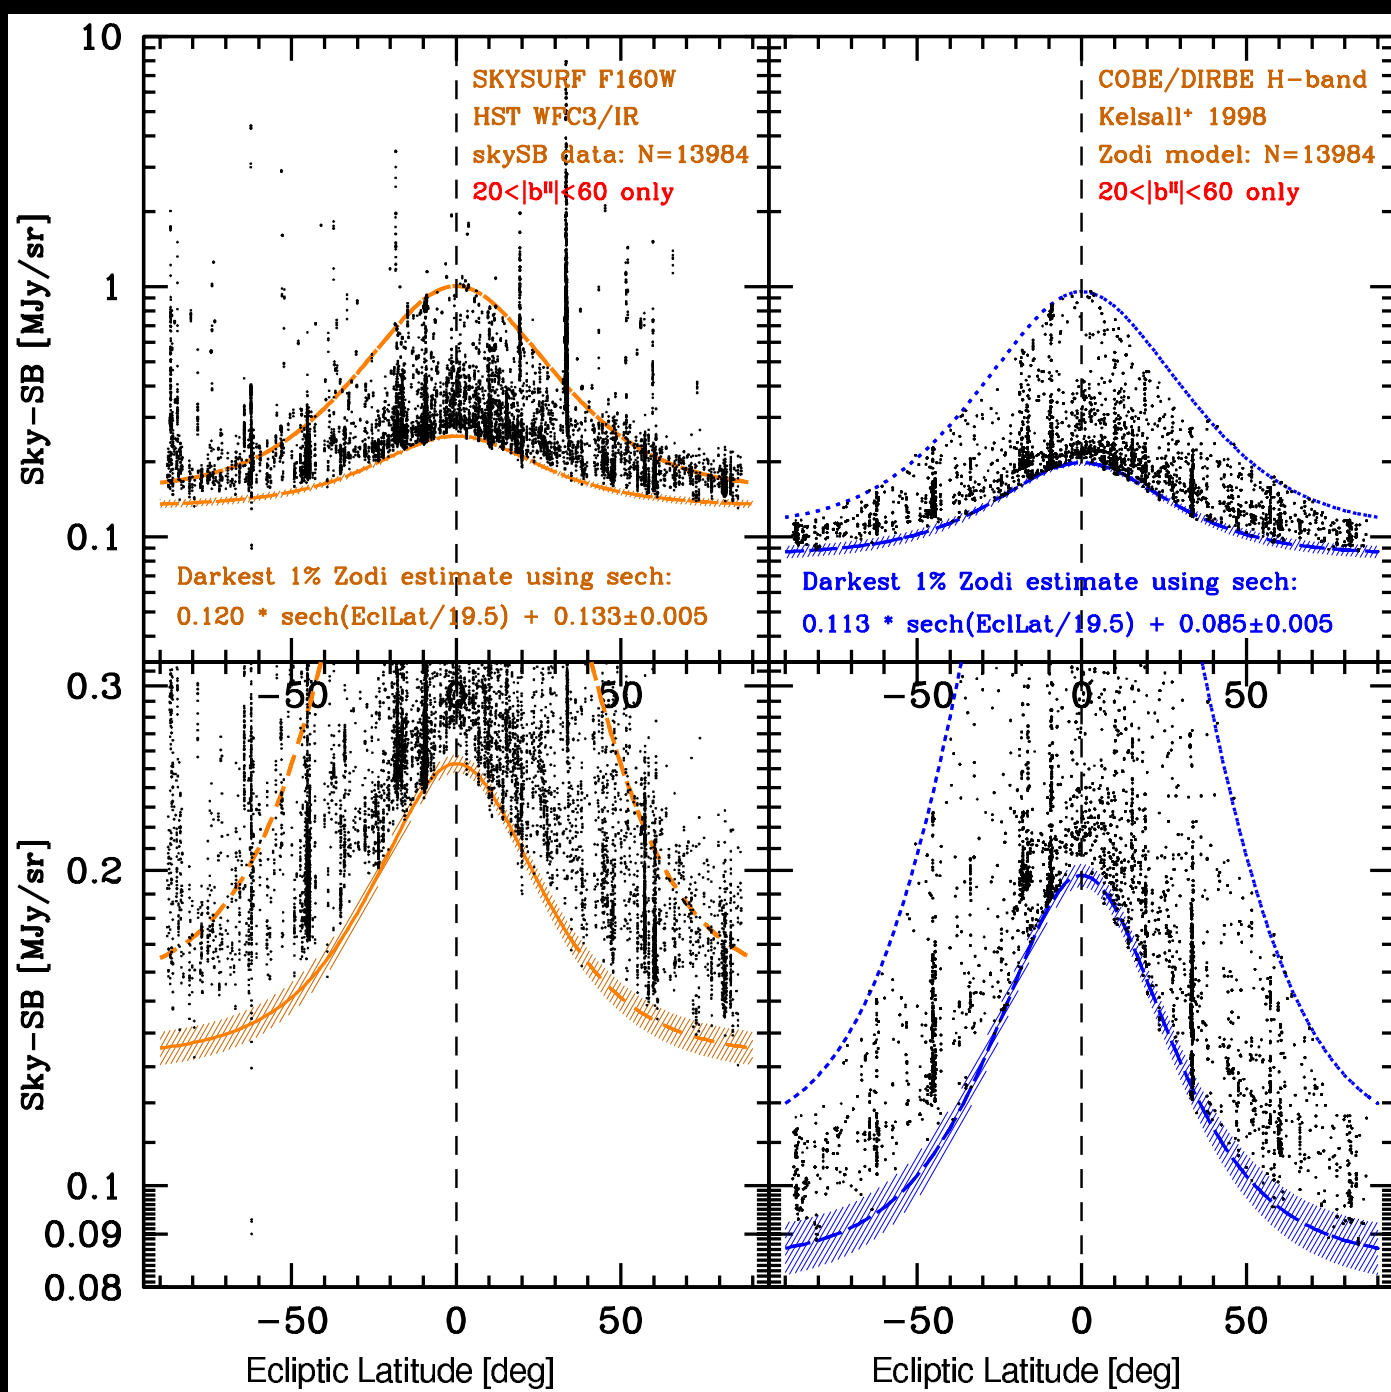 10
1
0.1
Sky-SB [MJy/sr]
SKYSURF F160W
HST WFC3/IR
skySB data: N=13984
20<|bᴵᴵ|<60 only
Darkest 1% Zodi estimate using sech:
0.120 * sech(EclLat/19.5) + 0.133±0.005
COBE/DIRBE H-band
Kelsall⁺ 1998
Zodi model: N=13984
20<|bᴵᴵ|<60 only
Darkest 1% Zodi estimate using sech:
0.113 * sech(EclLat/19.5) + 0.085±0.005
-50 0 50
-50 0 50
0.3
0.2
0.1
0.09
0.08
Sky-SB [MJy/sr]
-50 0 50
-50 0 50
Ecliptic Latitude [deg]
Ecliptic Latitude [deg]